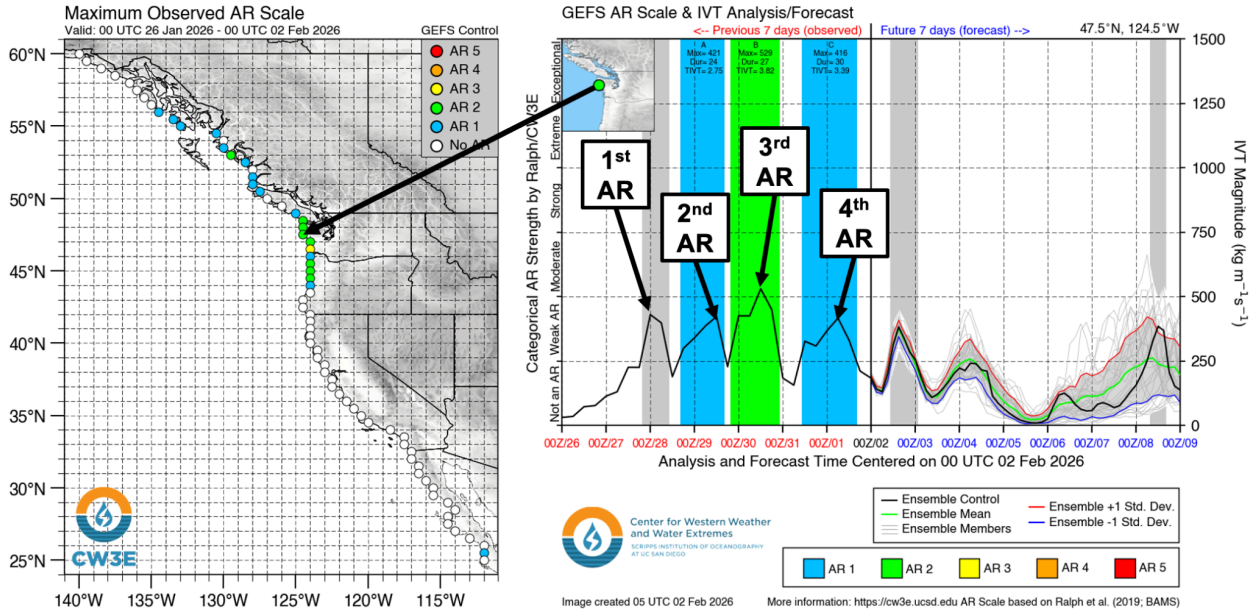 Maximum Observed AR Scale
Valid: 00 UTC 26 Jan 2026 - 00 UTC 02 Feb 2026
GEFS Control
AR 5
AR 4
AR 3
AR 2
AR 1
No AR
60°N
55°N
50°N
45°N
40°N
35°N
30°N
25°N
140°W
135°W
130°W
125°W
120°W
115°W
CW3E
GEFS AR Scale & IVT Analysis/Forecast
<-- Previous 7 days (observed)
Future 7 days (forecast) -->
47.5°N, 124.5°W
A
Max= 421
Dur= 24
TIVT= 2.75
B
Max= 529
Dur= 27
TIVT= 3.82
C
Max= 416
Dur= 30
TIVT= 3.39
1st
AR
2nd
AR
3rd
AR
4th
AR
Categorical AR Strength by Ralph/CW3E
Not an AR
Weak AR
Moderate
Strong
Extreme
Exceptional
1500
1250
1000
750
500
250
0
IVT Magnitude (kg m−1 s−1)
00Z/26
00Z/27
00Z/28
00Z/29
00Z/30
00Z/31
00Z/01
00Z/02
00Z/03
00Z/04
00Z/05
00Z/06
00Z/07
00Z/08
00Z/09
Analysis and Forecast Time Centered on 00 UTC 02 Feb 2026
Center for Western Weather
and Water Extremes
SCRIPPS INSTITUTION OF OCEANOGRAPHY
AT UC SAN DIEGO
Ensemble Control
Ensemble Mean
Ensemble Members
Ensemble +1 Std. Dev.
Ensemble -1 Std. Dev.
AR 1
AR 2
AR 3
AR 4
AR 5
Image created 05 UTC 02 Feb 2026
More information: https://cw3e.ucsd.edu AR Scale based on Ralph et al. (2019; BAMS)